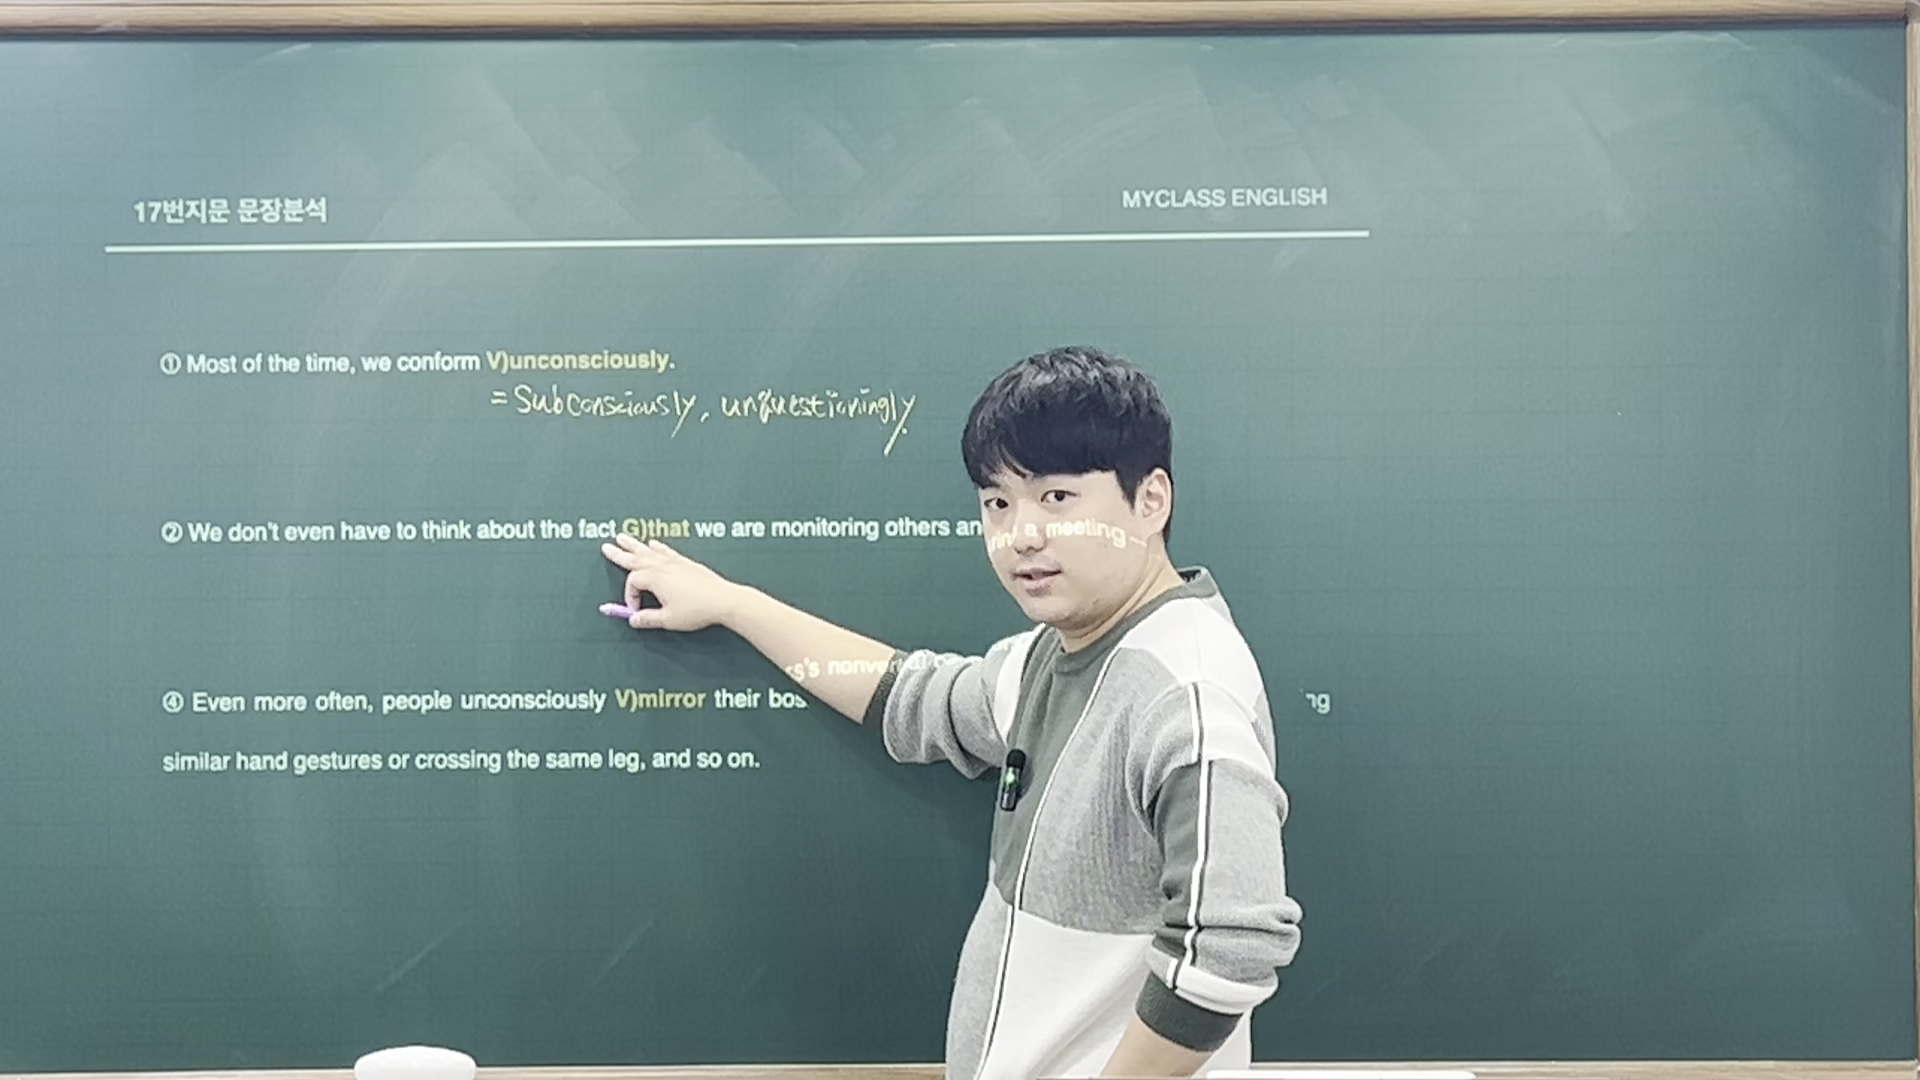 17번지문 문장분석
MYCLASS ENGLISH
① Most of the time, we conform V)unconsciously.
= Subconsciously, unquestioningly.
② We don't even have to think about the fact G)that we are monitoring others an
a meeting
④ Even more often, people unconsciously V)mirror their bos
similar hand gestures or crossing the same leg, and so on.